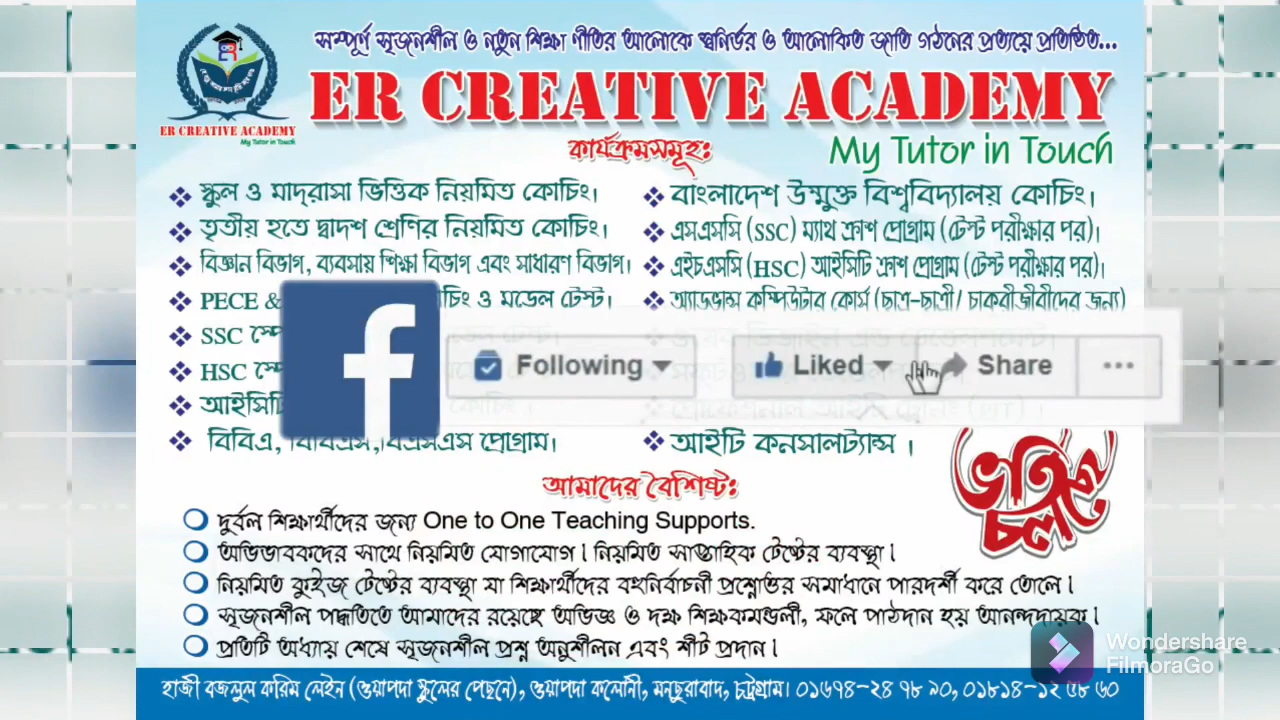 সম্পূর্ণ সৃজনশীল ও নতুন শিক্ষা নীতির আলোকে স্বনির্ভর ও আলোকিত জাতি গঠনের প্রত্যয়ে প্রতিষ্ঠিত...
ER CREATIVE ACADEMY
ER CREATIVE ACADEMY
My Tutor in Touch
My Tutor in Touch
কার্যক্রমসমূহঃ
স্কুল ও মাদ্‌রাসা ভিত্তিক নিয়মিত কোচিং।
তৃতীয় হতে দ্বাদশ শ্রেণির নিয়মিত কোচিং।
বিজ্ঞান বিভাগ, ব্যবসায় শিক্ষা বিভাগ এবং সাধারণ বিভাগ।
PECE & চিং ও মডেল টেস্ট।
SSC স্পে
HSC স্পে
আইসিটি
বিবিএ, বিবিএস, বিএসএস প্রোগ্রাম।
বাংলাদেশ উম্মুক্ত বিশ্ববিদ্যালয় কোচিং।
এসএসসি (SSC) ম্যাথ ক্রাশ প্রোগ্রাম (টেস্ট পরীক্ষার পর)।
এইচএসসি (HSC) আইসিটি ক্রাশ প্রোগ্রাম (টেস্ট পরীক্ষার পর)।
অ্যাডভান্স কম্পিউটার কোর্স (ছাত্র-ছাত্রী/ চাকরীজীবীদের জন্য)
আইটি কনসালট্যান্স ।
f Following Liked Share ...
ভর্তি চলছে
আমাদের বৈশিষ্টঃ
দুর্বল শিক্ষার্থীদের জন্য One to One Teaching Supports.
অভিভাবকদের সাথে নিয়মিত যোগাযোগ। নিয়মিত সাপ্তাহিক টেষ্টের ব্যবস্থা।
নিয়মিত কুইজ টেষ্টের ব্যবস্থা যা শিক্ষার্থীদের বহুনির্বাচনী প্রশ্নোত্তর সমাধানে পারদর্শী করে তোলে।
সৃজনশীল পদ্ধতিতে আমাদের রয়েছে অভিজ্ঞ ও দক্ষ শিক্ষকমন্ডলী, ফলে পাঠদান হয় আনন্দদায়ক।
প্রতিটি অধ্যায় শেষে সৃজনশীল প্রশ্ন অনুশীলন এবং শীট প্রদান।
Wondershare
FilmoraGo
হাজী বজলুল করিম লেইন (ওয়াপদা স্কুলের পেছনে), ওয়াপদা কলোনী, মনছুরাবাদ, চট্রগ্রাম। ০১৬৭৪-২৪ ৭৮ ৯০, ০১৮১৪-১২ ৫৮ ৬০